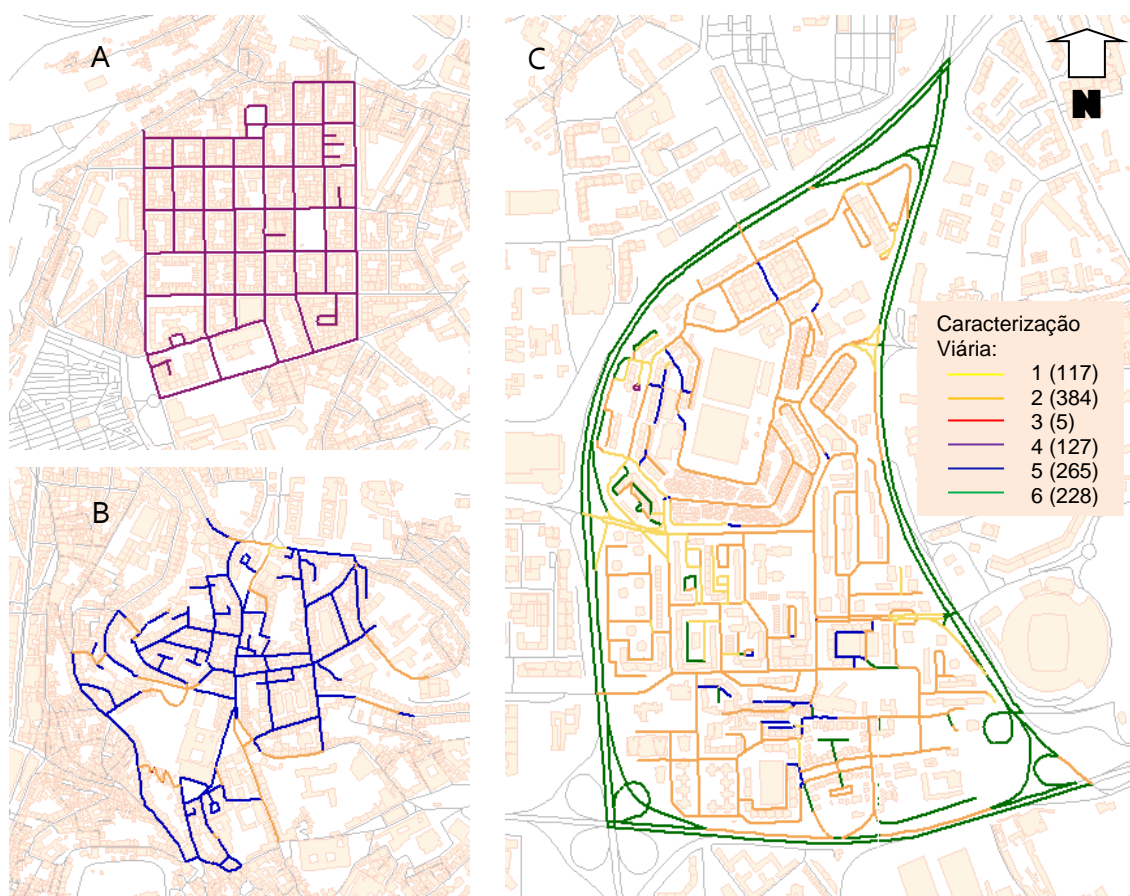 A
B
C
N
Caracterização
Viária:
1 (117)
2 (384)
3 (5)
4 (127)
5 (265)
6 (228)